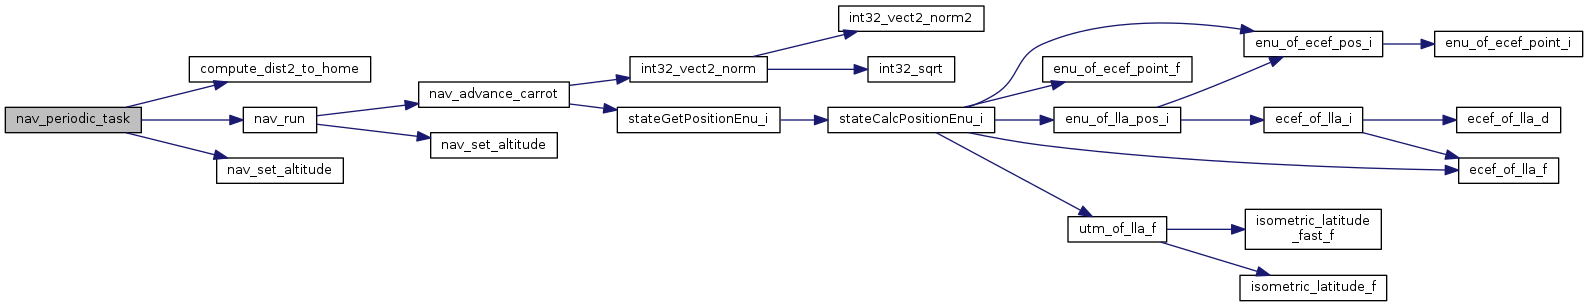 nav_periodic_task
compute_dist2_to_home
nav_run
nav_set_altitude
nav_advance_carrot
nav_set_altitude
int32_vect2_norm
stateGetPositionEnu_i
int32_vect2_norm2
int32_sqrt
stateCalcPositionEnu_i
enu_of_ecef_point_f
enu_of_lla_pos_i
utm_of_lla_f
enu_of_ecef_pos_i
ecef_of_lla_i
isometric_latitude
_fast_f
isometric_latitude_f
enu_of_ecef_point_i
ecef_of_lla_d
ecef_of_lla_f